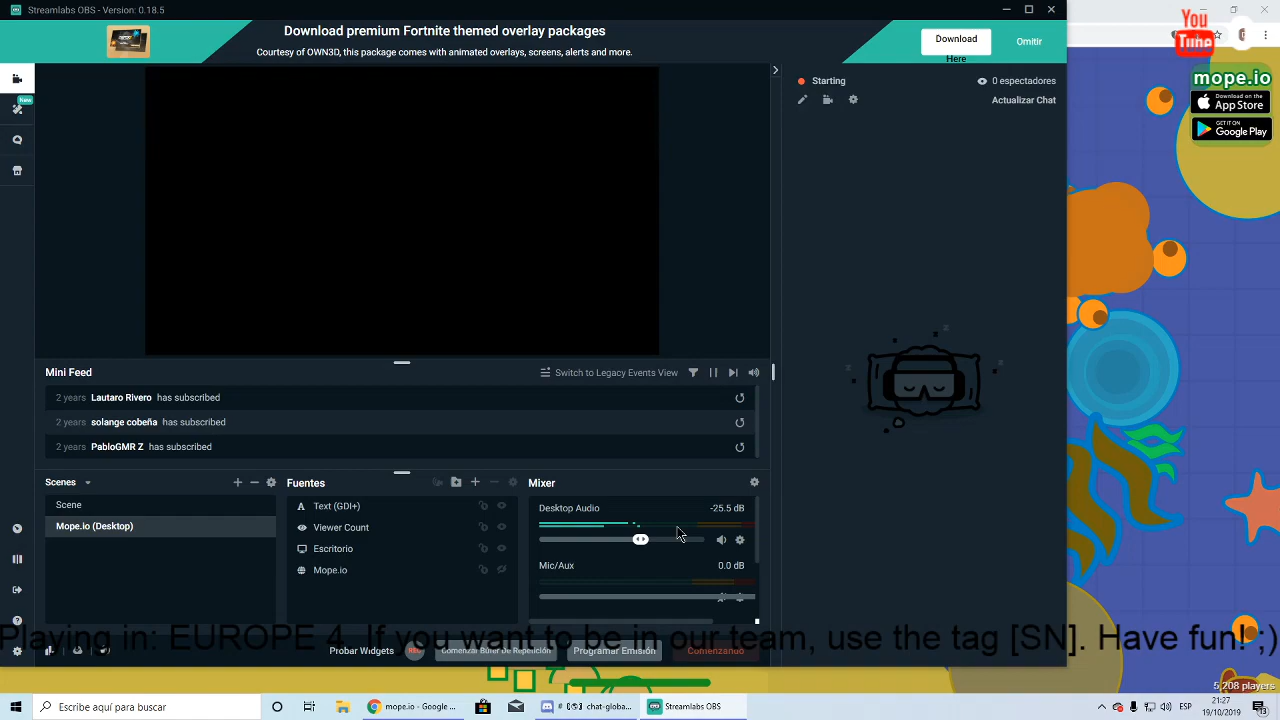 Streamlabs OBS - Version: 0.18.5
Download premium Fortnite themed overlay packages
Courtesy of OWN3D, this package comes with animated overlays, screens, alerts and more.
Download
Here
Omitir
You
Tube
mope.io
Download on the
App Store
GET IT ON
Google Play
New
Starting
0 espectadores
Actualizar Chat
Mini Feed
Switch to Legacy Events View
2 years Lautaro Rivero has subscribed
2 years solange cobeña has subscribed
2 years PabloGMR Z has subscribed
Scenes
Scene
Mope.io (Desktop)
Fuentes
Text (GDI+)
Viewer Count
Escritorio
Mope.io
Mixer
Desktop Audio -25.5 dB
Mic/Aux 0.0 dB
Playing in: EUROPE 4. If you want to be in our team, use the tag [SN]. Have fun! ;)
Probar Widgets
REC
Comenzar Búfer De Repetición
Programar Emisión
Comenzando
5,208 players
Escribe aquí para buscar
mope.io - Google ...
Streamlabs OBS
ESP
21:27
19/10/2019